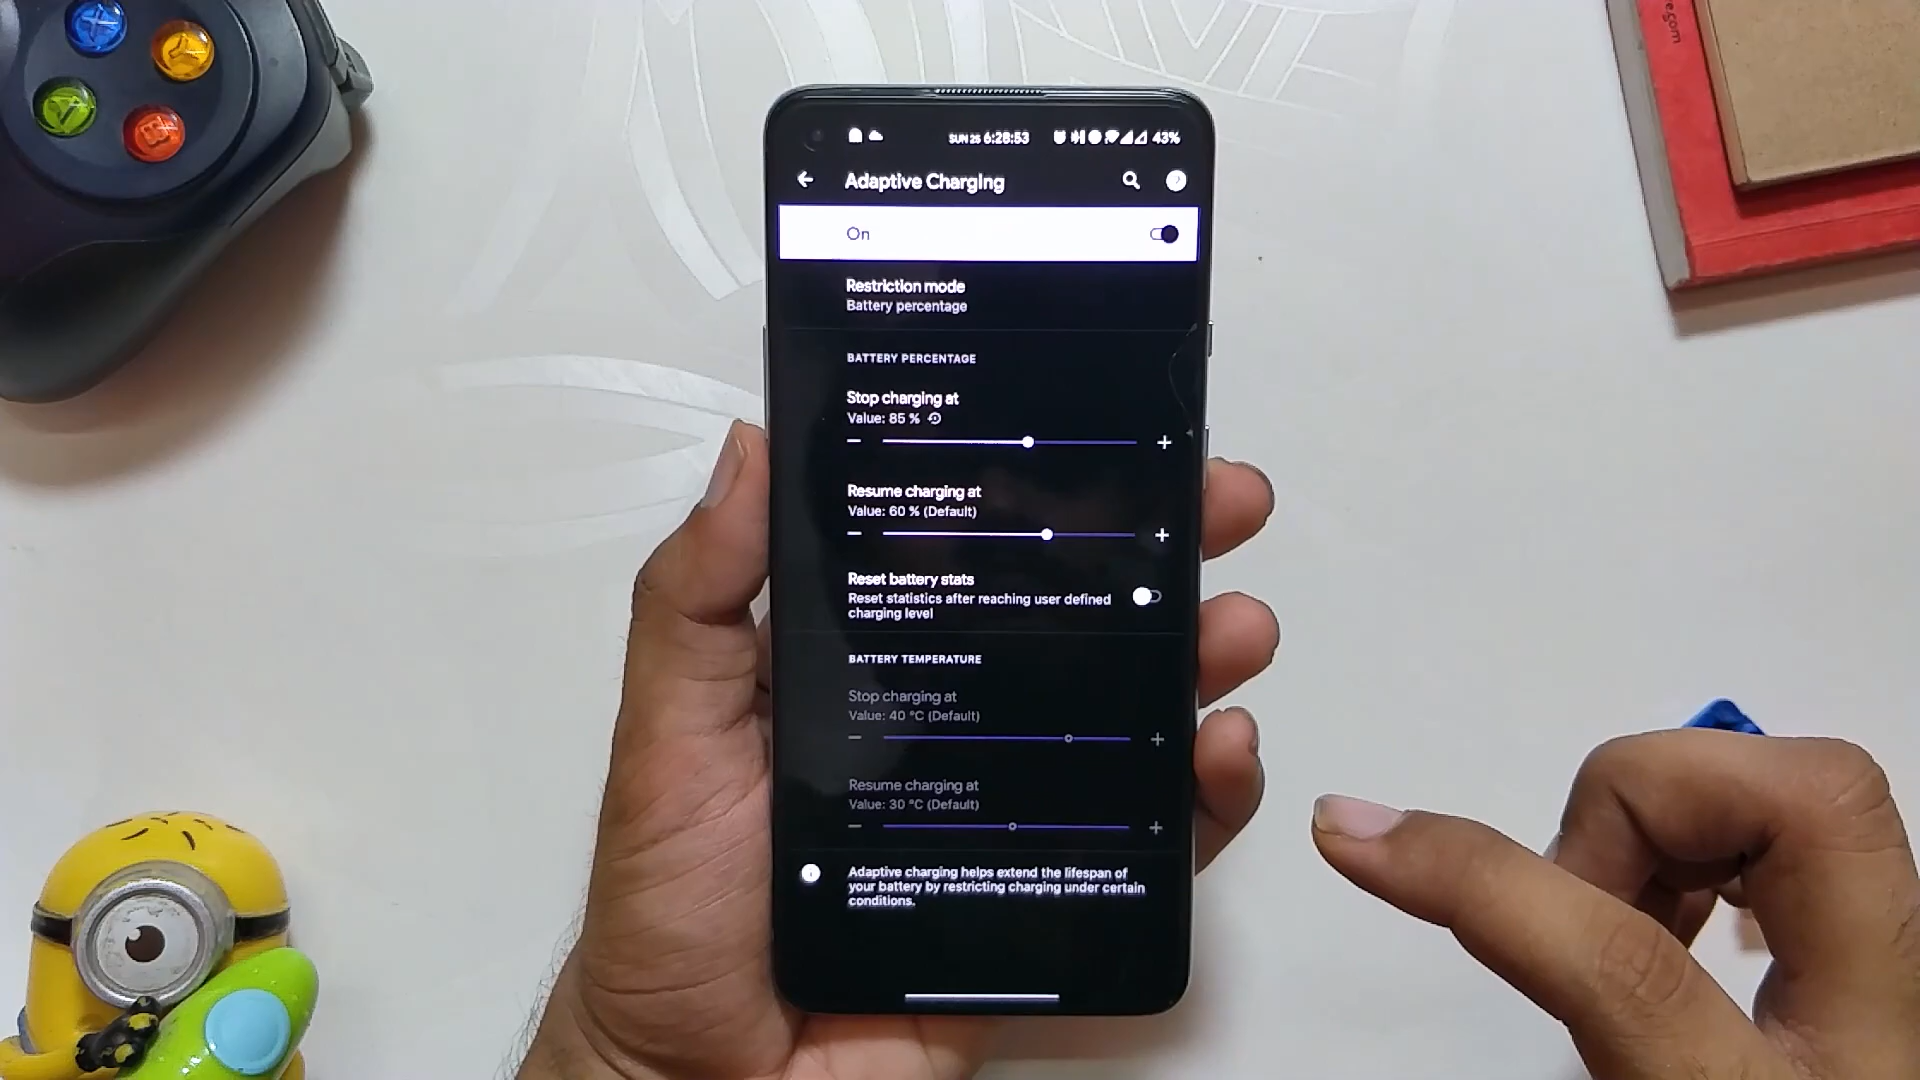 e.com
SUN 25 6:28:53
43%
Adaptive Charging
On
Restriction mode
Battery percentage
BATTERY PERCENTAGE
Stop charging at
Value: 85 %
Resume charging at
Value: 60 % (Default)
Reset battery stats
Reset statistics after reaching user defined
charging level
BATTERY TEMPERATURE
Stop charging at
Value: 40 °C (Default)
Resume charging at
Value: 30 °C (Default)
Adaptive charging helps extend the lifespan of
your battery by restricting charging under certain
conditions.